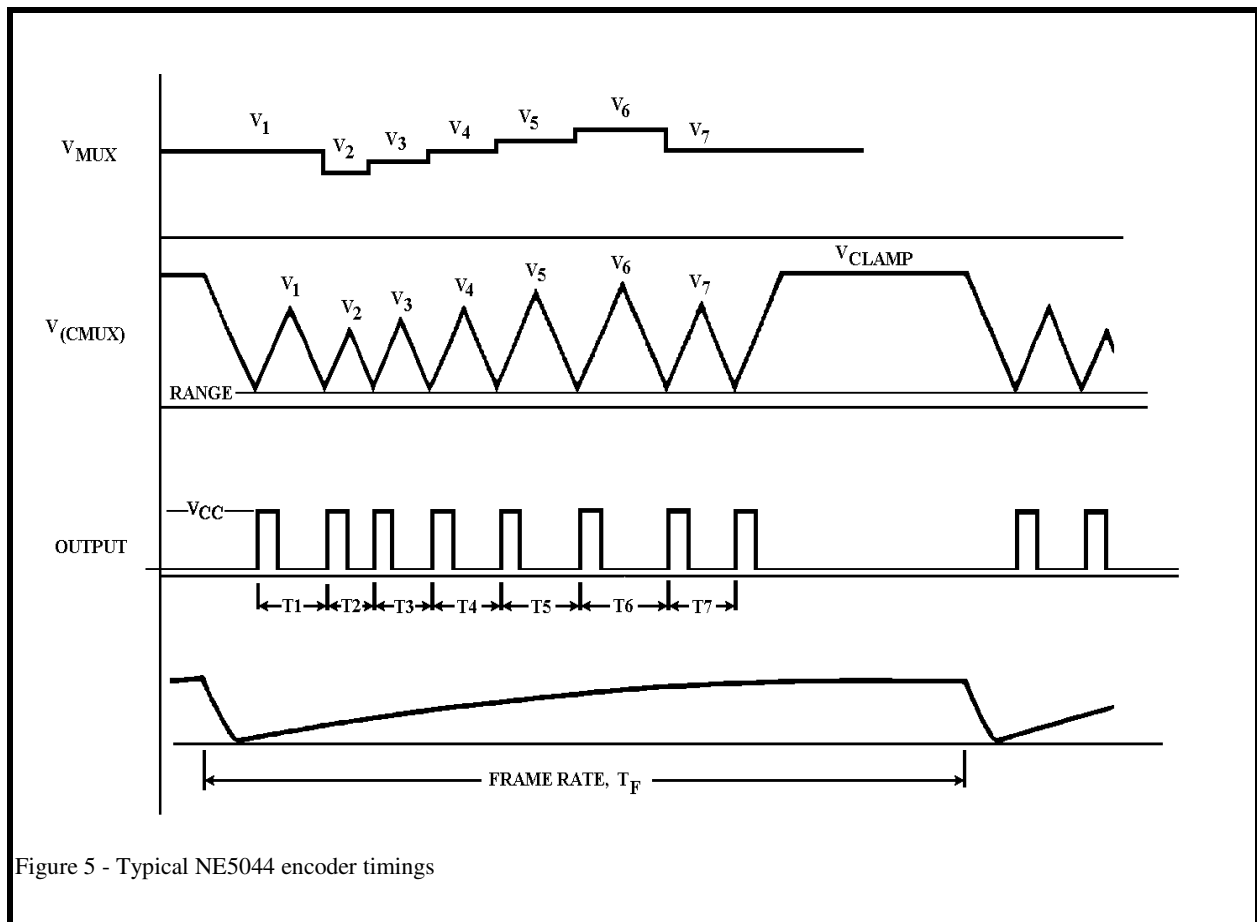 V1 V2 V3 V4 V5 V6 V7
VMUX
VCLAMP
V1 V2 V3 V4 V5 V6 V7
V(CMUX)
RANGE
VCC
OUTPUT
T1 T2 T3 T4 T5 T6 T7
FRAME RATE, TF
Figure 5 - Typical NE5044 encoder timings